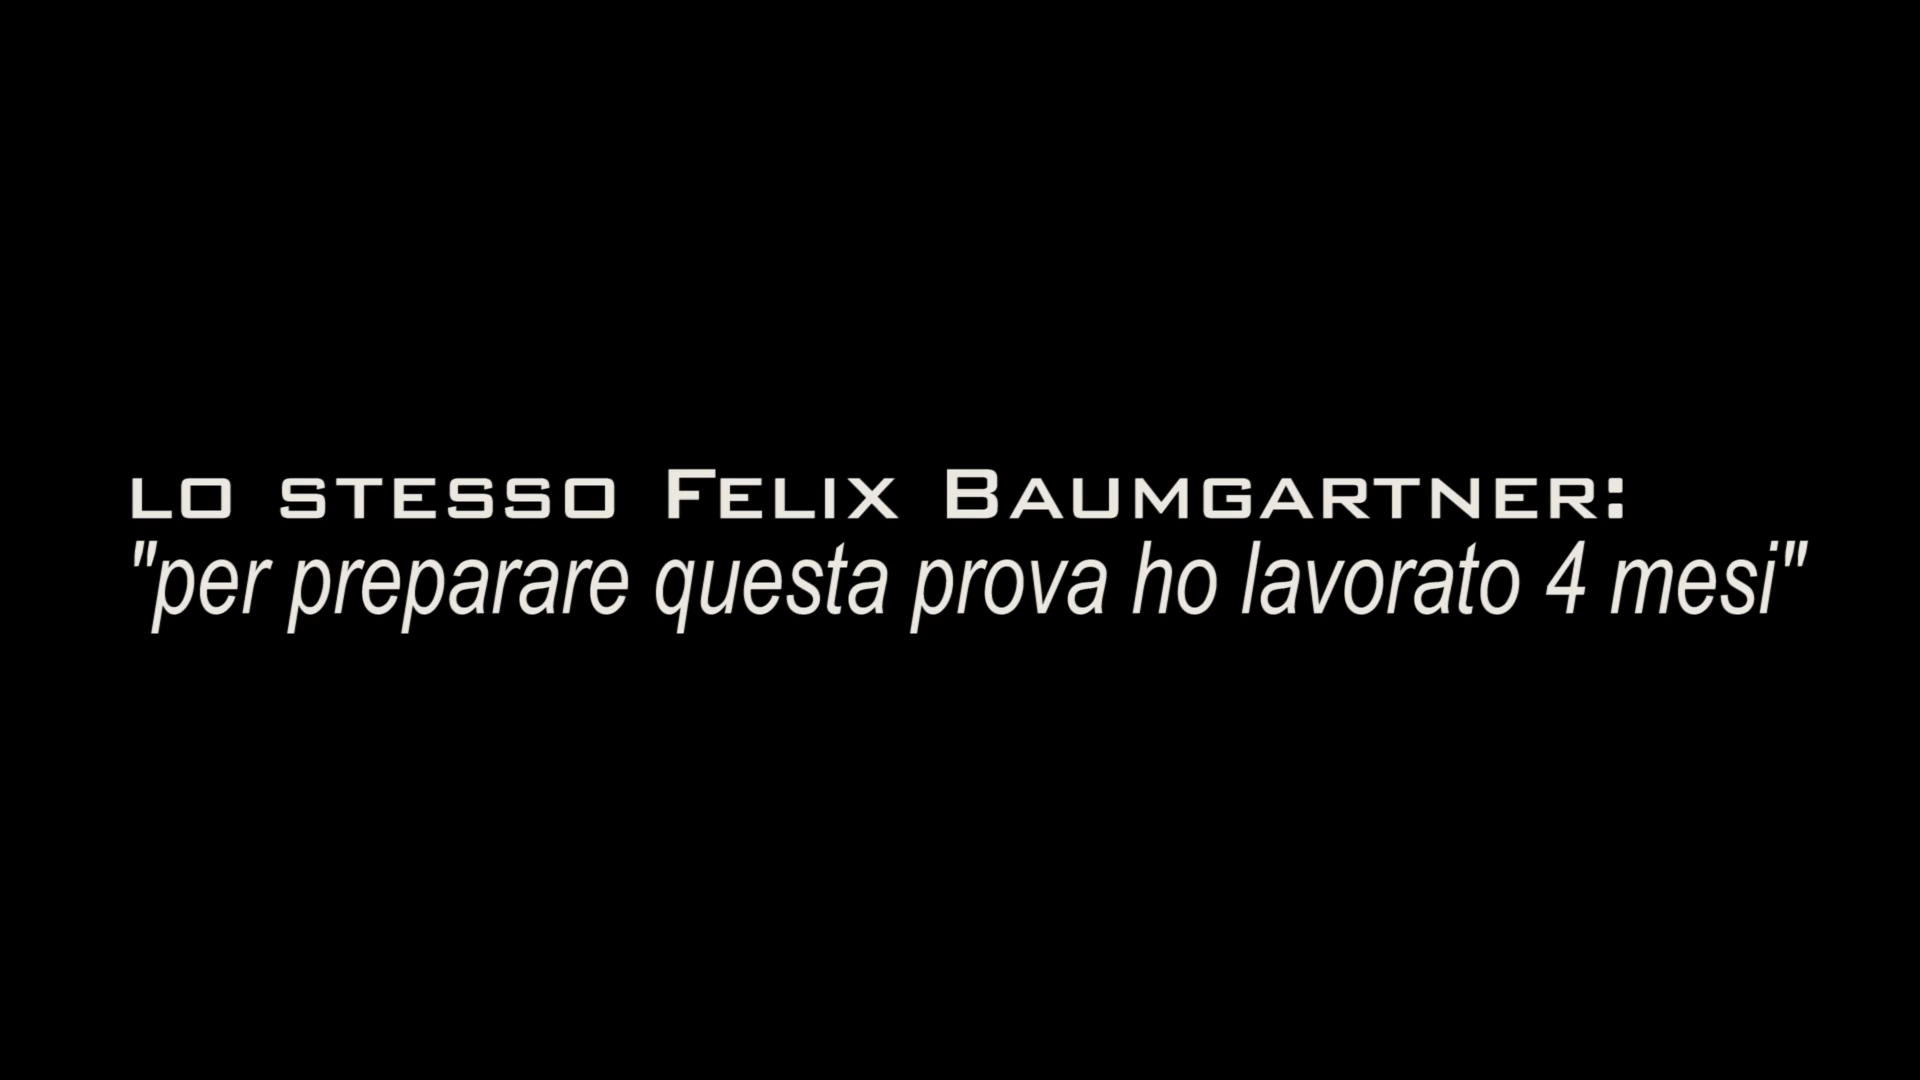 lo stesso Felix Baumgartner:
"per preparare questa prova ho lavorato 4 mesi"